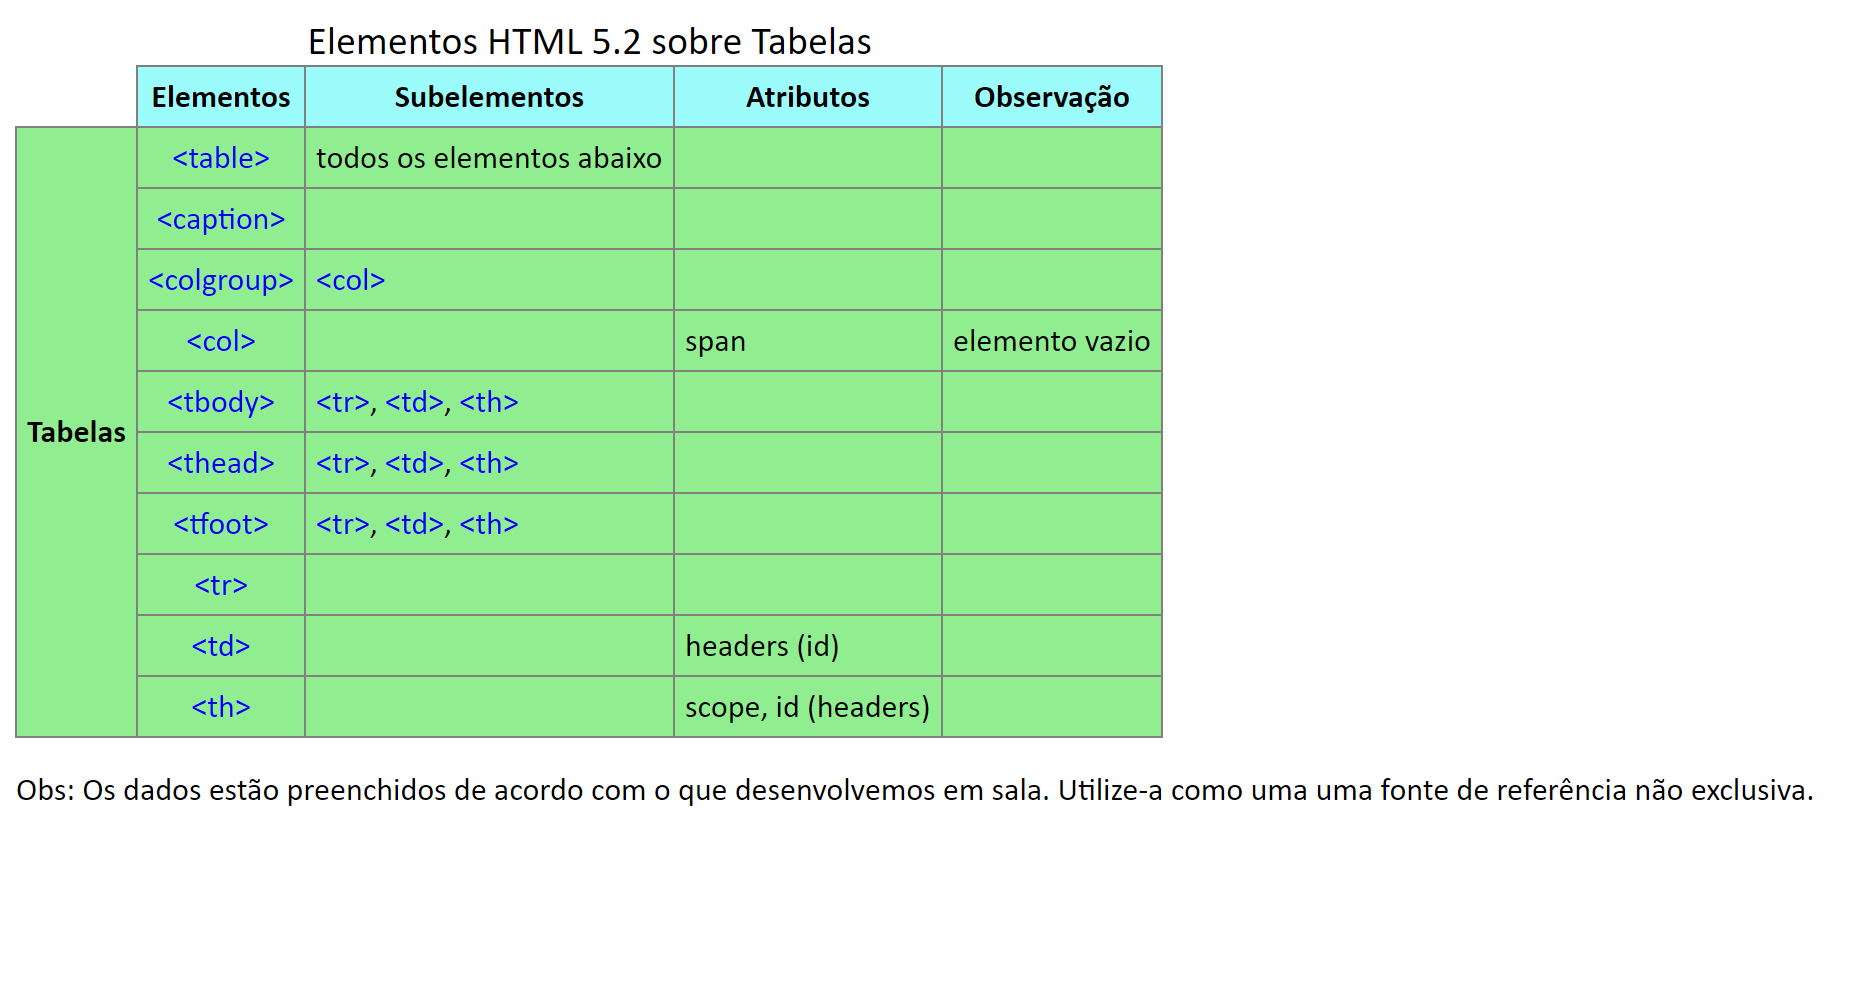 Elementos HTML 5.2 sobre Tabelas
Elementos Subelementos Atributos Observação
<table> todos os elementos abaixo
<caption>
<colgroup> <col>
<col> span elemento vazio
<tbody> <tr>, <td>, <th>
Tabelas
<thead> <tr>, <td>, <th>
<tfoot> <tr>, <td>, <th>
<tr>
<td> headers (id)
<th> scope, id (headers)
Obs: Os dados estão preenchidos de acordo com o que desenvolvemos em sala. Utilize-a como uma uma fonte de referência não exclusiva.